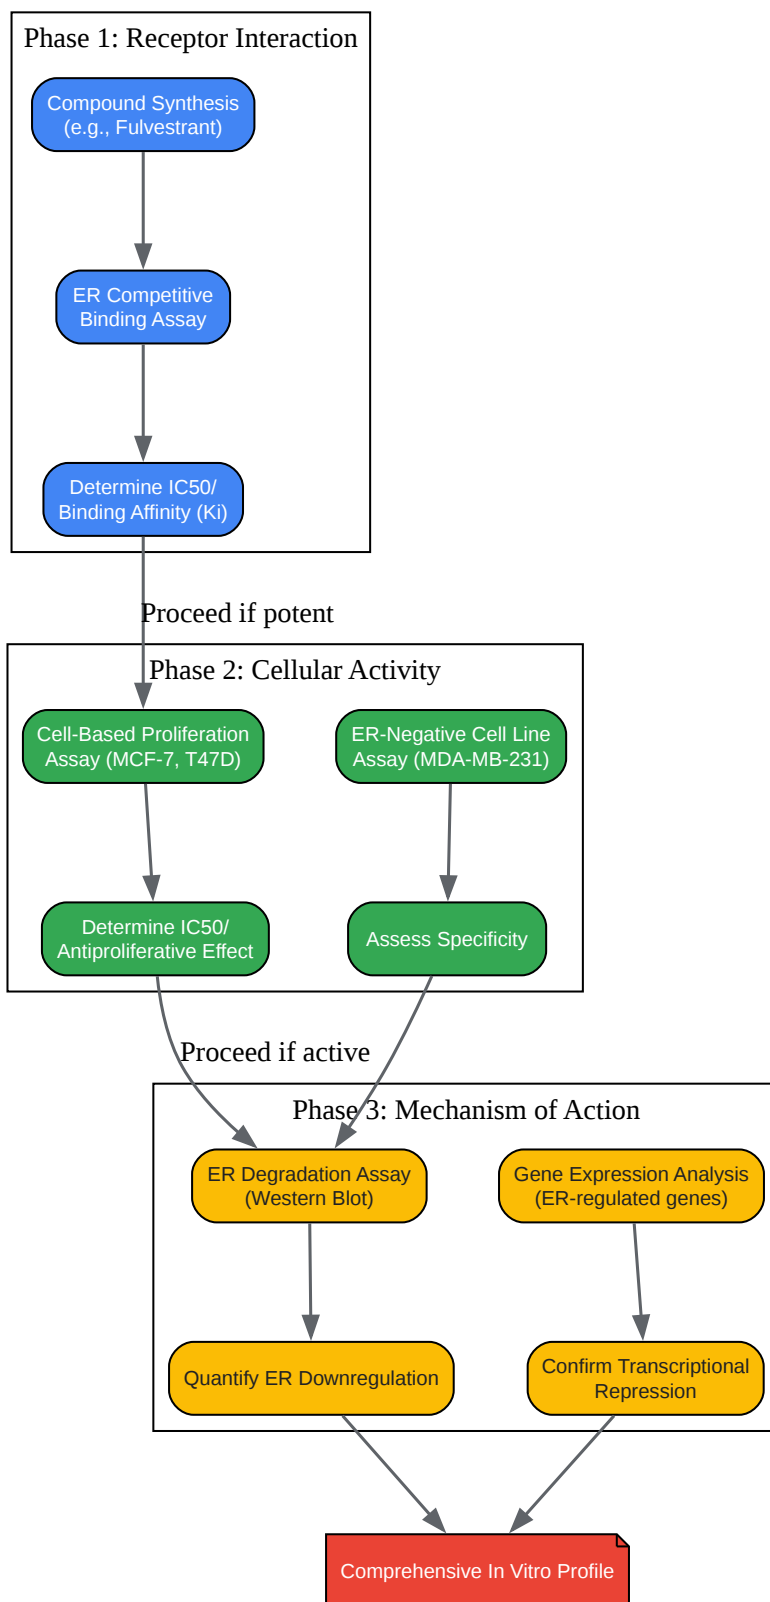 Phase 1: Receptor Interaction
Compound Synthesis
(e.g., Fulvestrant)
ER Competitive
Binding Assay
Determine IC50/
Binding Affinity (Ki)
Proceed if potent
Phase 2: Cellular Activity
Cell-Based Proliferation
Assay (MCF-7, T47D)
ER-Negative Cell Line
Assay (MDA-MB-231)
Determine IC50/
Antiproliferative Effect
Assess Specificity
Proceed if active
Phase 3: Mechanism of Action
ER Degradation Assay
(Western Blot)
Gene Expression Analysis
(ER-regulated genes)
Quantify ER Downregulation
Confirm Transcriptional
Repression
Comprehensive In Vitro Profile